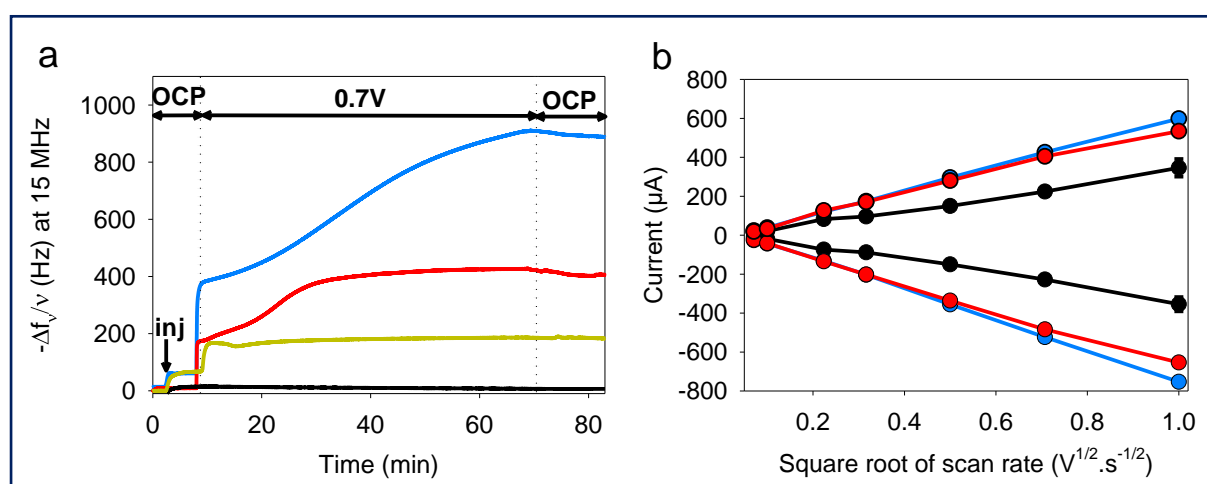 a
OCP 0.7V OCP
inj
-Δfᵥ/ν (Hz) at 15 MHz
1000
800
600
400
200
0
0 20 40 60 80
Time (min)
b
Current (µA)
800
600
400
200
0
-200
-400
-600
-800
0.2 0.4 0.6 0.8 1.0
Square root of scan rate (V^1/2.s^-1/2)